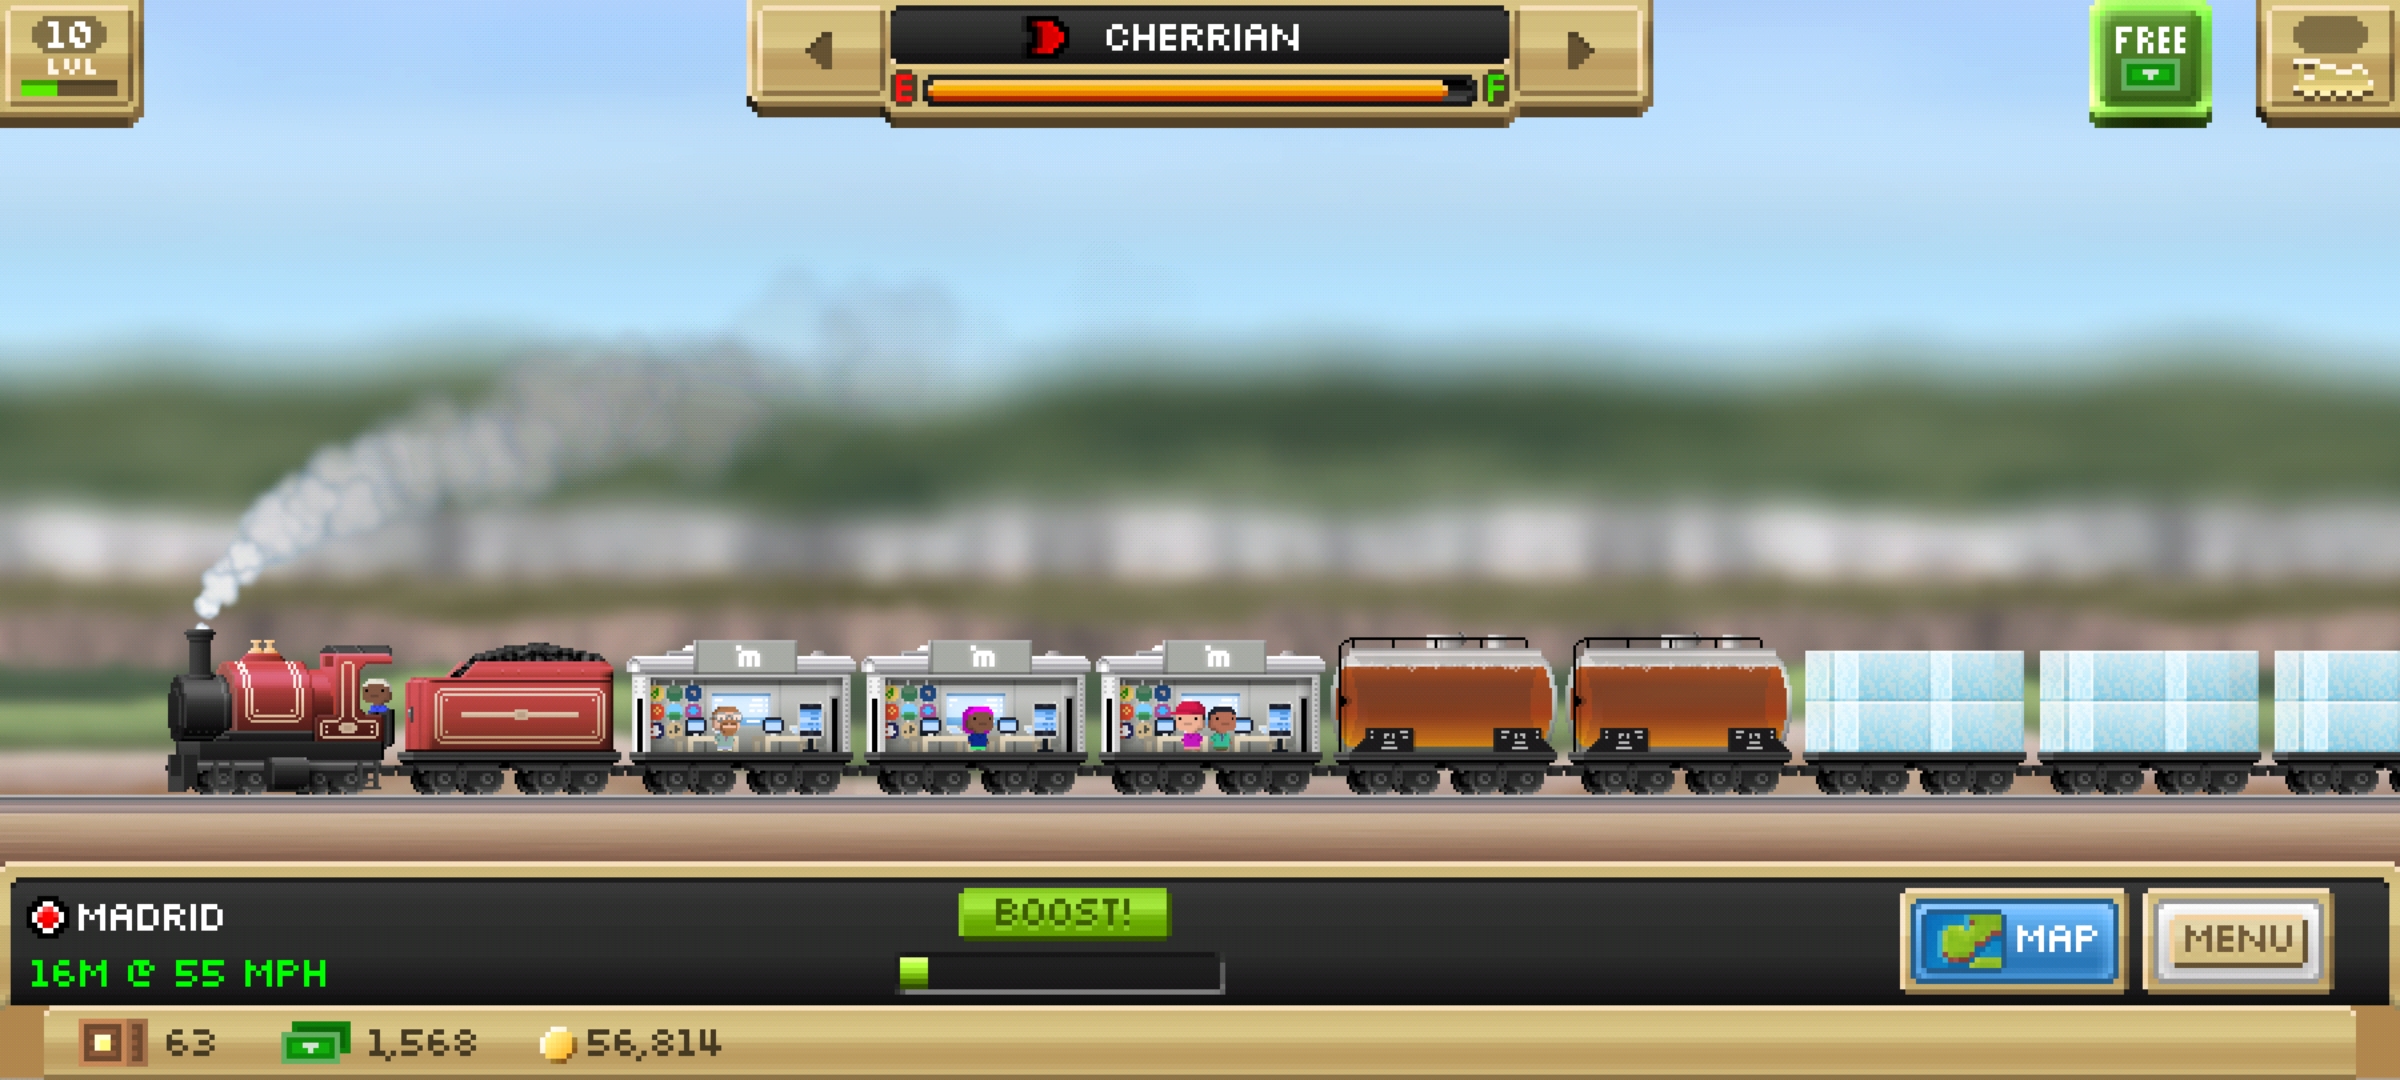 10
LVL
CHERRIAN
E F
FREE
m m m
MADRID
16M @ 55 MPH
BOOST!
MAP
MENU
63 1,568 56,814